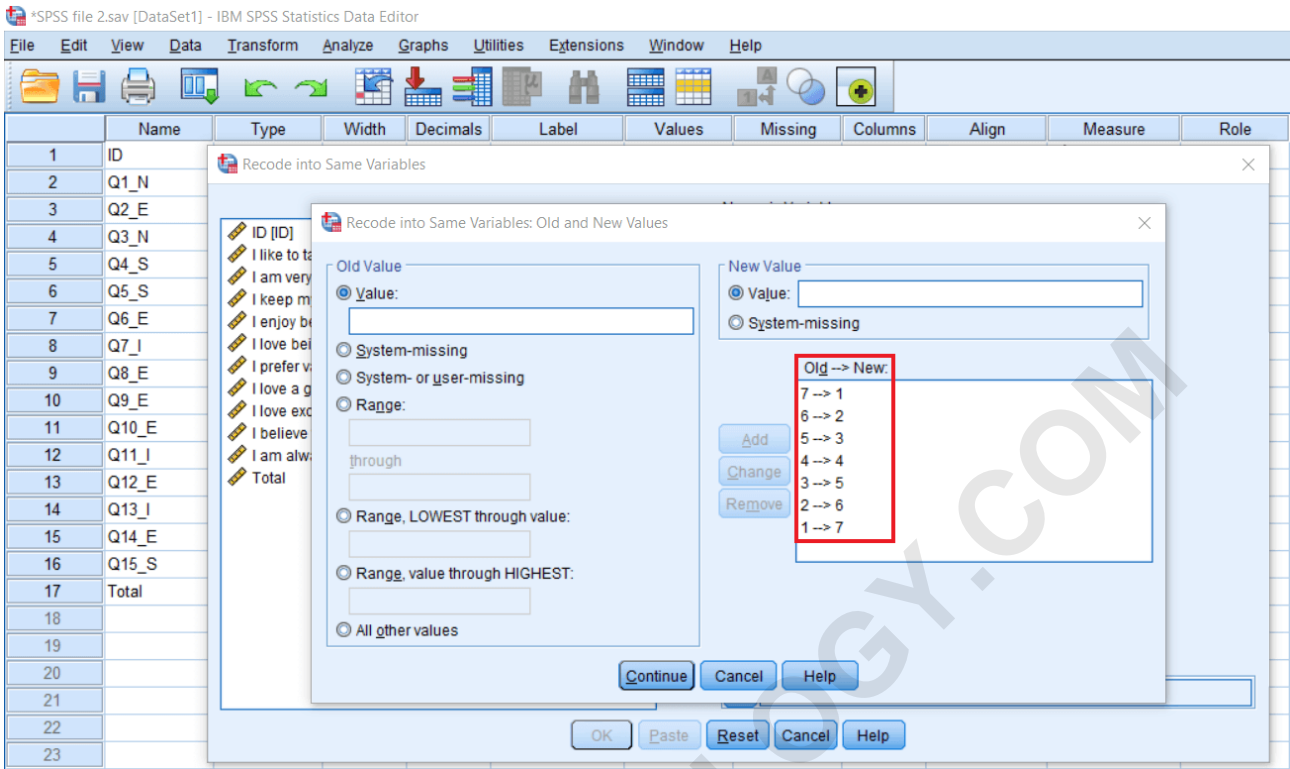 *SPSS file 2.sav [DataSet1] - IBM SPSS Statistics Data Editor
File Edit View Data Transform Analyze Graphs Utilities Extensions Window Help
Name Type Width Decimals Label Values Missing Columns Align Measure Role
1 ID
2 Q1_N
3 Q2_E
4 Q3_N
5 Q4_S
6 Q5_S
7 Q6_E
8 Q7_I
9 Q8_E
10 Q9_E
11 Q10_E
12 Q11_I
13 Q12_E
14 Q13_I
15 Q14_E
16 Q15_S
17 Total
18
19
20
21
22
23
Recode into Same Variables
ID [ID]
I like to ta
I am very
I keep m
I enjoy be
I love bei
I prefer va
I love a g
I love exc
I believe
I am alwa
Total
Recode into Same Variables: Old and New Values
Old Value
Value:
System-missing
System- or user-missing
Range:
through
Range, LOWEST through value:
Range, value through HIGHEST:
All other values
New Value
Value:
System-missing
Old --> New:
7 --> 1
6 --> 2
5 --> 3
4 --> 4
3 --> 5
2 --> 6
1 --> 7
Add
Change
Remove
Continue Cancel Help
OK Paste Reset Cancel Help
OLOGY.COM